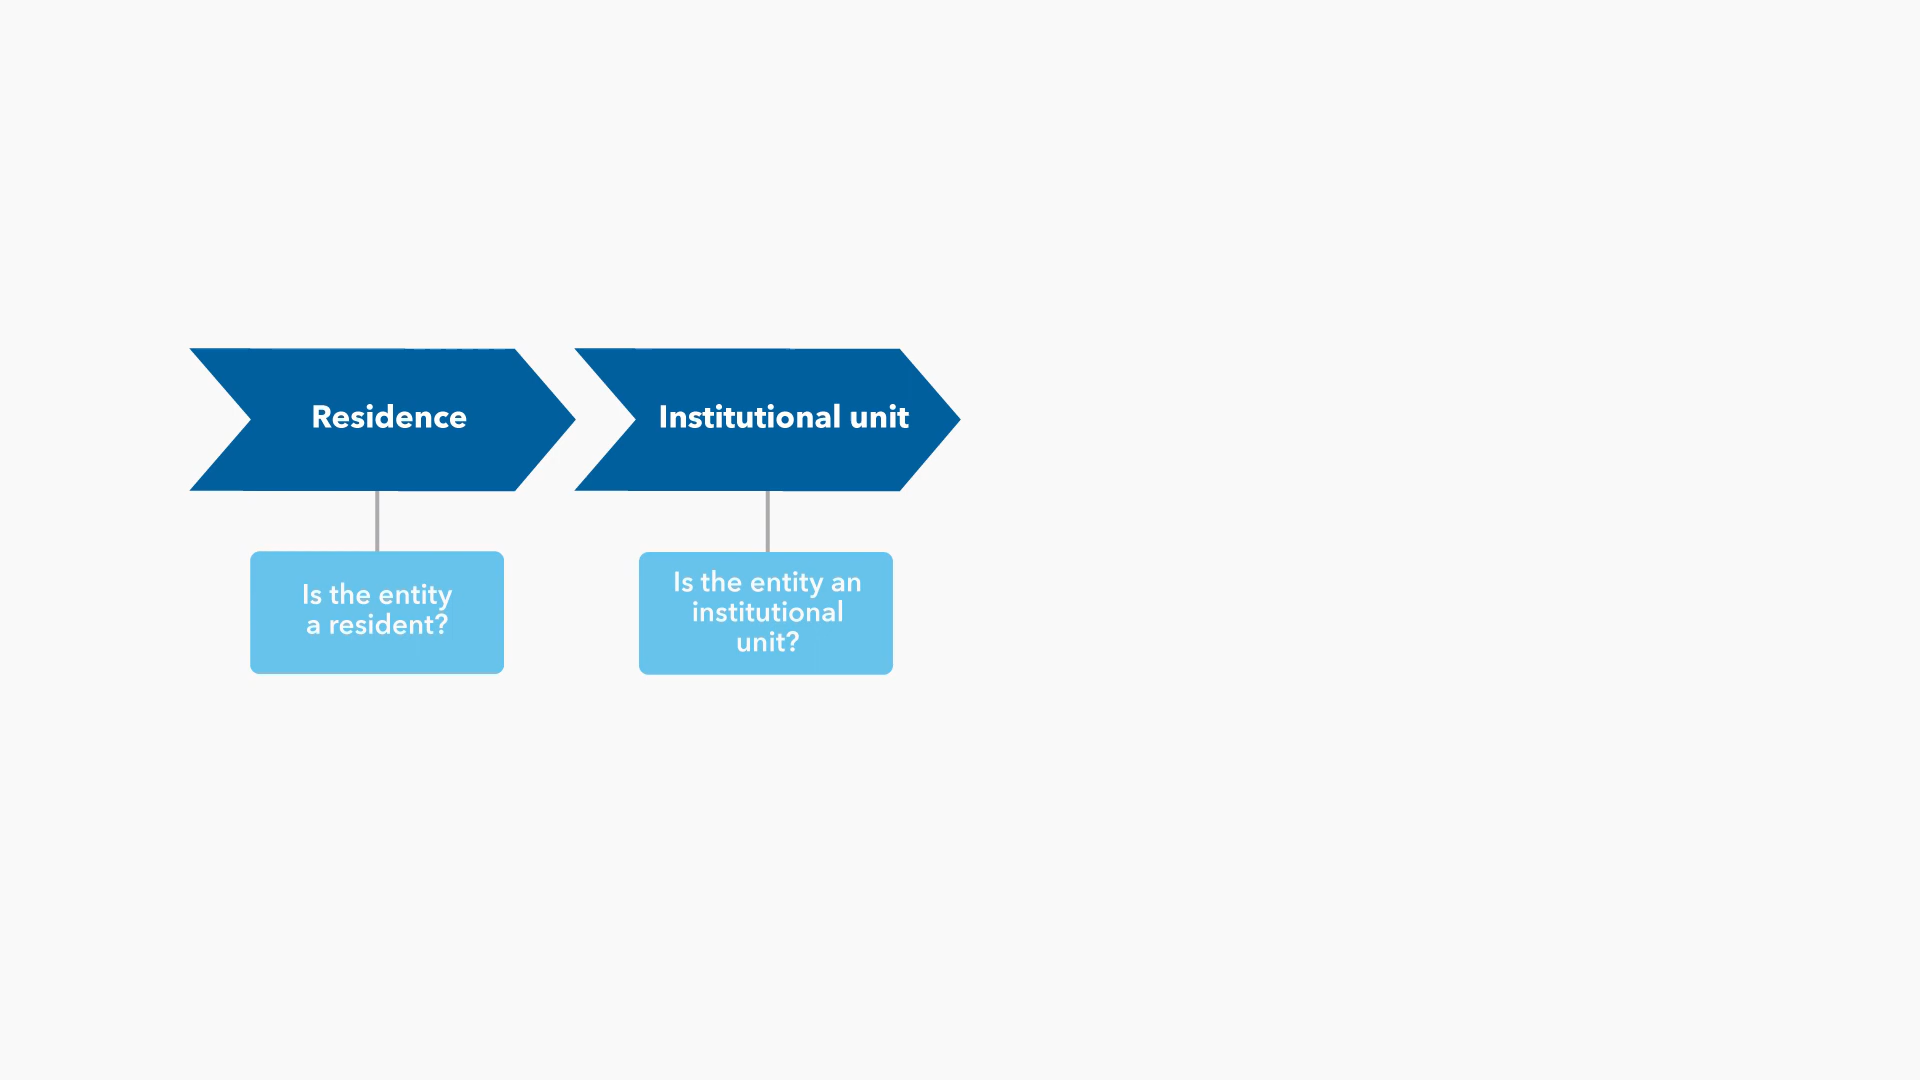 Residence
Institutional unit
Is the entity
a resident?
Is the entity an
institutional
unit?